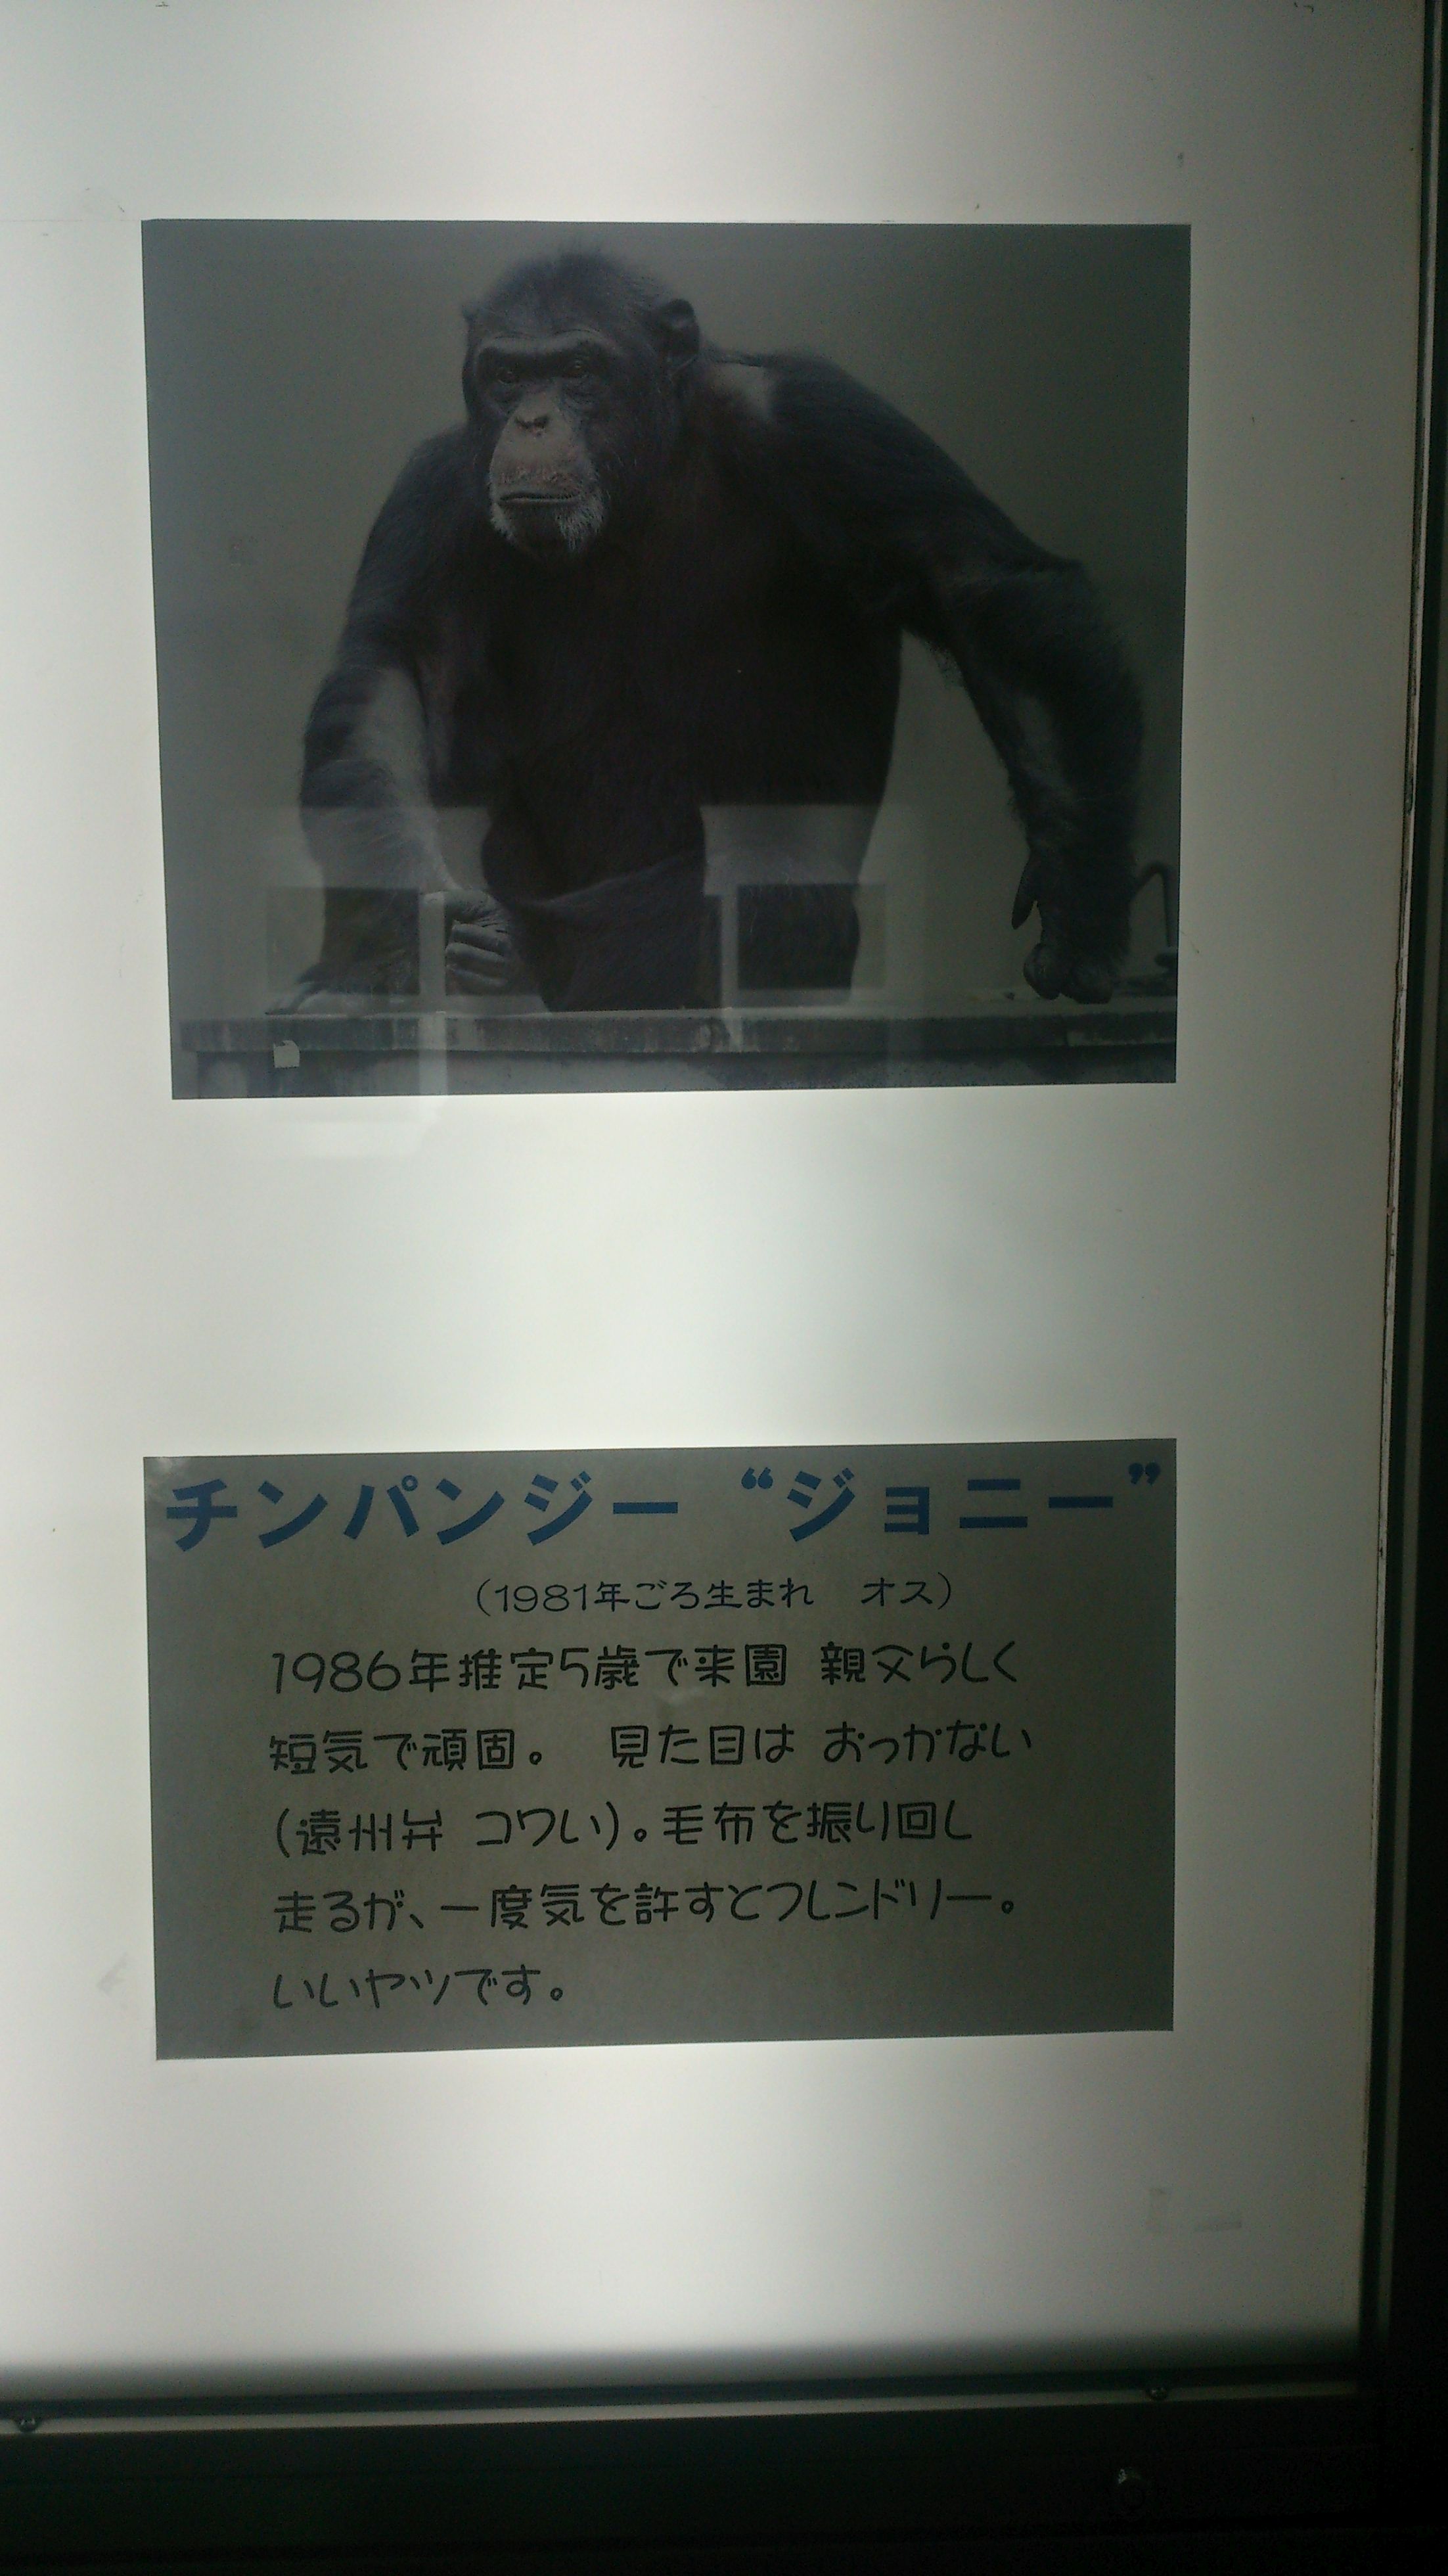 チンパンジー “ジョニー”
（1981年ごろ生まれ　オス）
1986年推定5歳で来園 親父らしく
短気で頑固。　見た目は おっかない
(遠州弁 コワい)。毛布を振り回し
走るが、一度気を許すとフレンドリー。
いいヤツです。